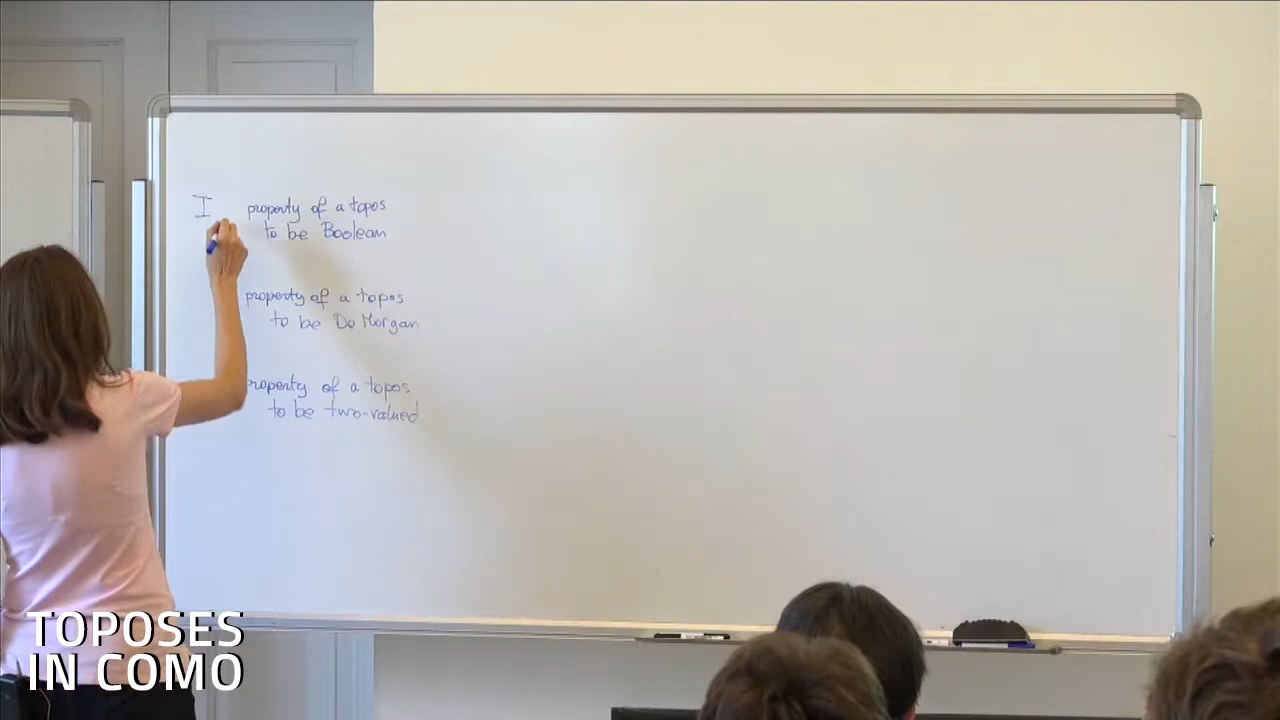 I property of a topos
to be Boolean
property of a topos
to be De Morgan
property of a topos
to be two-valued
TOPOSES
IN COMO